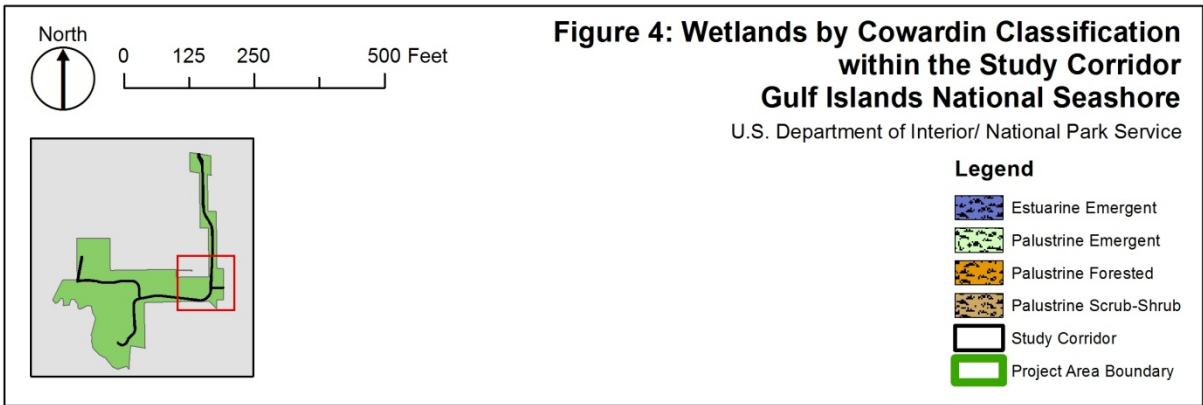 North
0 125 250 500 Feet
Figure 4: Wetlands by Cowardin Classification
within the Study Corridor
Gulf Islands National Seashore
U.S. Department of Interior/ National Park Service
Legend
Estuarine Emergent
Palustrine Emergent
Palustrine Forested
Palustrine Scrub-Shrub
Study Corridor
Project Area Boundary